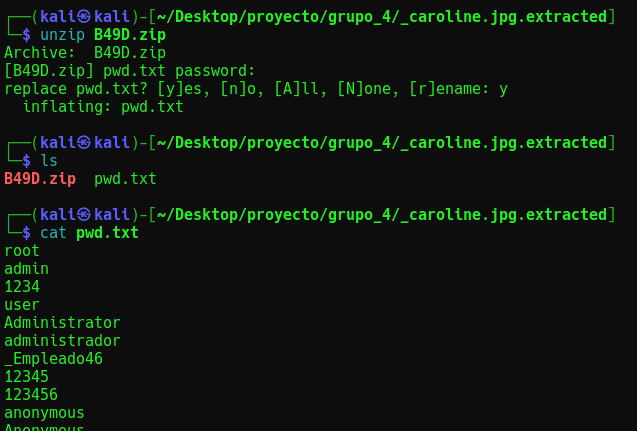 ┌──(kali㉿kali)-[~/Desktop/proyecto/grupo_4/_caroline.jpg.extracted]
└─$ unzip B49D.zip
Archive:  B49D.zip
[B49D.zip] pwd.txt password:
replace pwd.txt? [y]es, [n]o, [A]ll, [N]one, [r]ename: y
  inflating: pwd.txt
┌──(kali㉿kali)-[~/Desktop/proyecto/grupo_4/_caroline.jpg.extracted]
└─$ ls
B49D.zip  pwd.txt
┌──(kali㉿kali)-[~/Desktop/proyecto/grupo_4/_caroline.jpg.extracted]
└─$ cat pwd.txt
root
admin
1234
user
Administrator
administrador
_Empleado46
12345
123456
anonymous
Anonymous